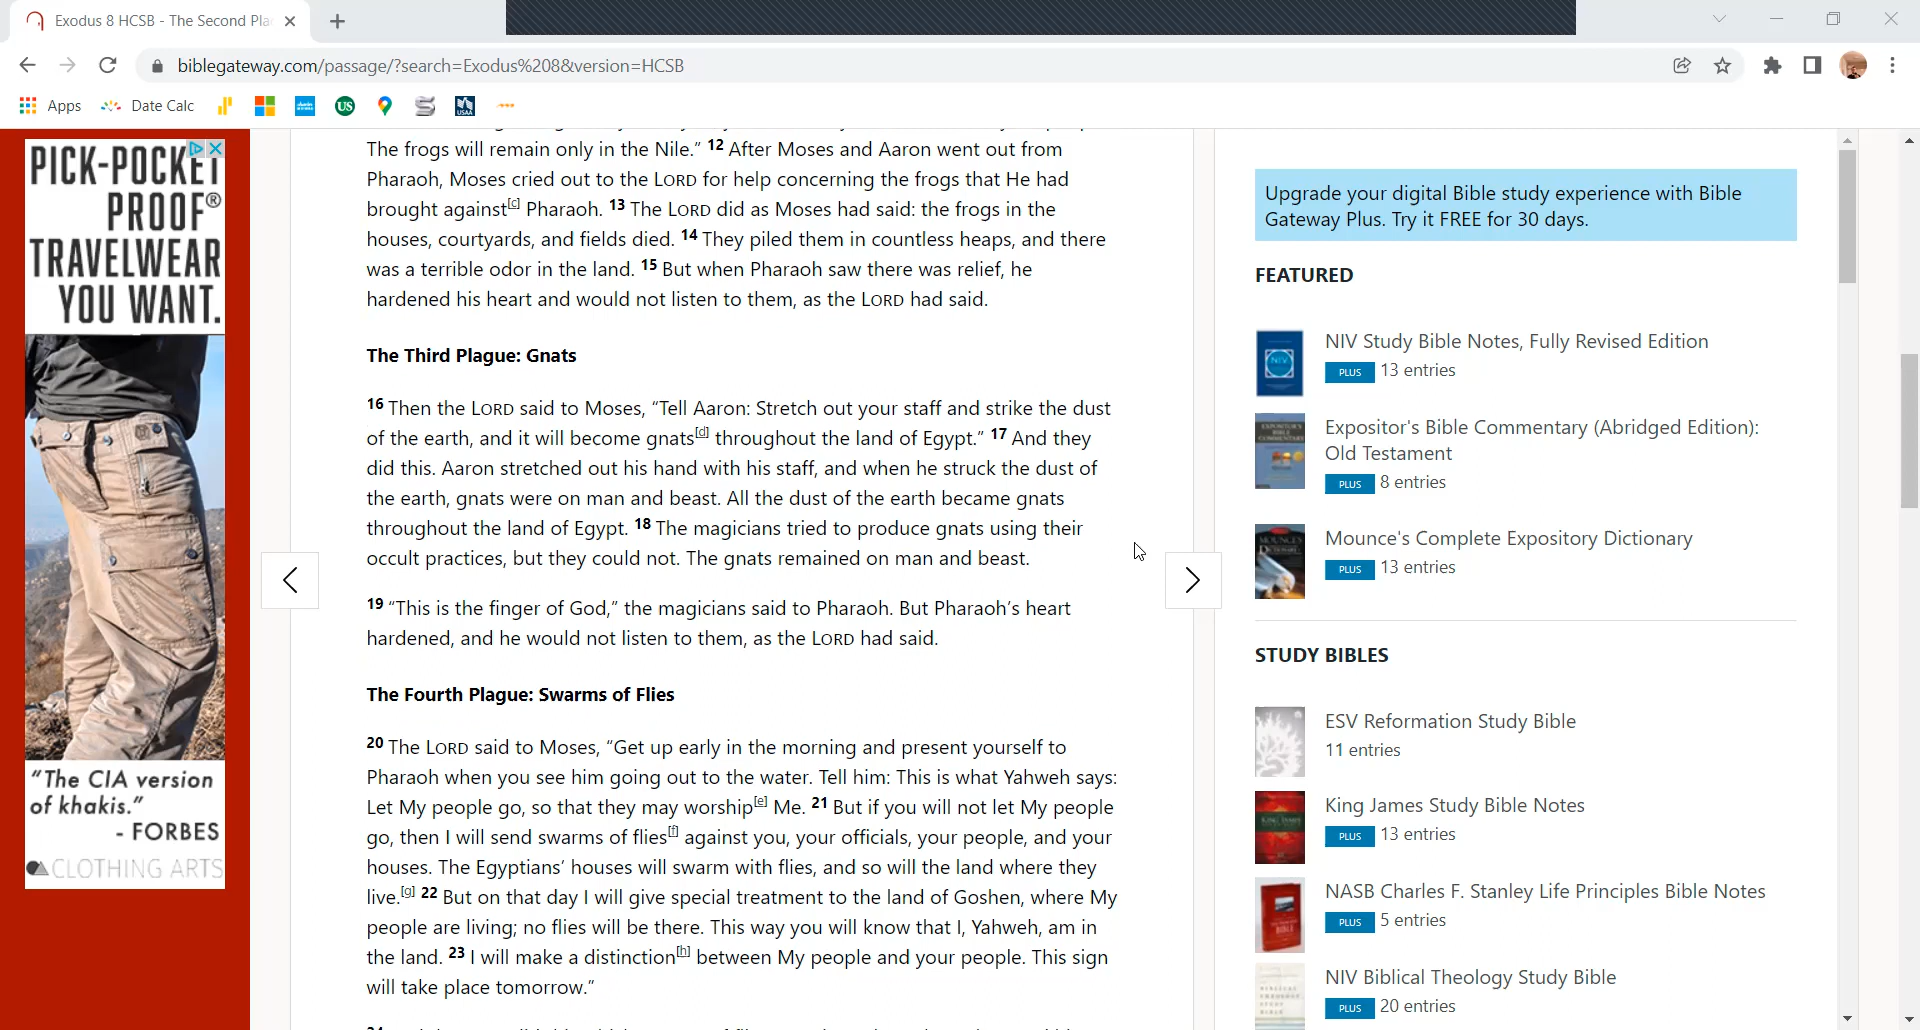 Exodus 8 HCSB - The Second Pla
biblegateway.com/passage/?search=Exodus%208&version=HCSB
Apps
Date Calc
US
USAA
PICK-POCKET
PROOF®
TRAVELWEAR
YOU WANT.
"The CIA version
of khakis."
- FORBES
CLOTHING ARTS
The frogs will remain only in the Nile.” 12 After Moses and Aaron went out from
Pharaoh, Moses cried out to the LORD for help concerning the frogs that He had
brought against[c] Pharaoh. 13 The LORD did as Moses had said: the frogs in the
houses, courtyards, and fields died. 14 They piled them in countless heaps, and there
was a terrible odor in the land. 15 But when Pharaoh saw there was relief, he
hardened his heart and would not listen to them, as the LORD had said.
The Third Plague: Gnats
16 Then the LORD said to Moses, “Tell Aaron: Stretch out your staff and strike the dust
of the earth, and it will become gnats[d] throughout the land of Egypt.” 17 And they
did this. Aaron stretched out his hand with his staff, and when he struck the dust of
the earth, gnats were on man and beast. All the dust of the earth became gnats
throughout the land of Egypt. 18 The magicians tried to produce gnats using their
occult practices, but they could not. The gnats remained on man and beast.
19 “This is the finger of God,” the magicians said to Pharaoh. But Pharaoh’s heart
hardened, and he would not listen to them, as the LORD had said.
The Fourth Plague: Swarms of Flies
20 The LORD said to Moses, “Get up early in the morning and present yourself to
Pharaoh when you see him going out to the water. Tell him: This is what Yahweh says:
Let My people go, so that they may worship[e] Me. 21 But if you will not let My people
go, then I will send swarms of flies[f] against you, your officials, your people, and your
houses. The Egyptians’ houses will swarm with flies, and so will the land where they
live.[g] 22 But on that day I will give special treatment to the land of Goshen, where My
people are living; no flies will be there. This way you will know that I, Yahweh, am in
the land. 23 I will make a distinction[h] between My people and your people. This sign
will take place tomorrow.”
Upgrade your digital Bible study experience with Bible
Gateway Plus. Try it FREE for 30 days.
FEATURED
NIV
NIV Study Bible Notes, Fully Revised Edition
PLUS 13 entries
EXPOSITOR'S
BIBLE
COMMENTARY
Expositor's Bible Commentary (Abridged Edition):
Old Testament
PLUS 8 entries
MOUNCE'S
Mounce's Complete Expository Dictionary
PLUS 13 entries
STUDY BIBLES
ESV Reformation Study Bible
11 entries
King James Study Bible Notes
PLUS 13 entries
NASB Charles F. Stanley Life Principles Bible Notes
PLUS 5 entries
NIV Biblical Theology Study Bible
PLUS 20 entries